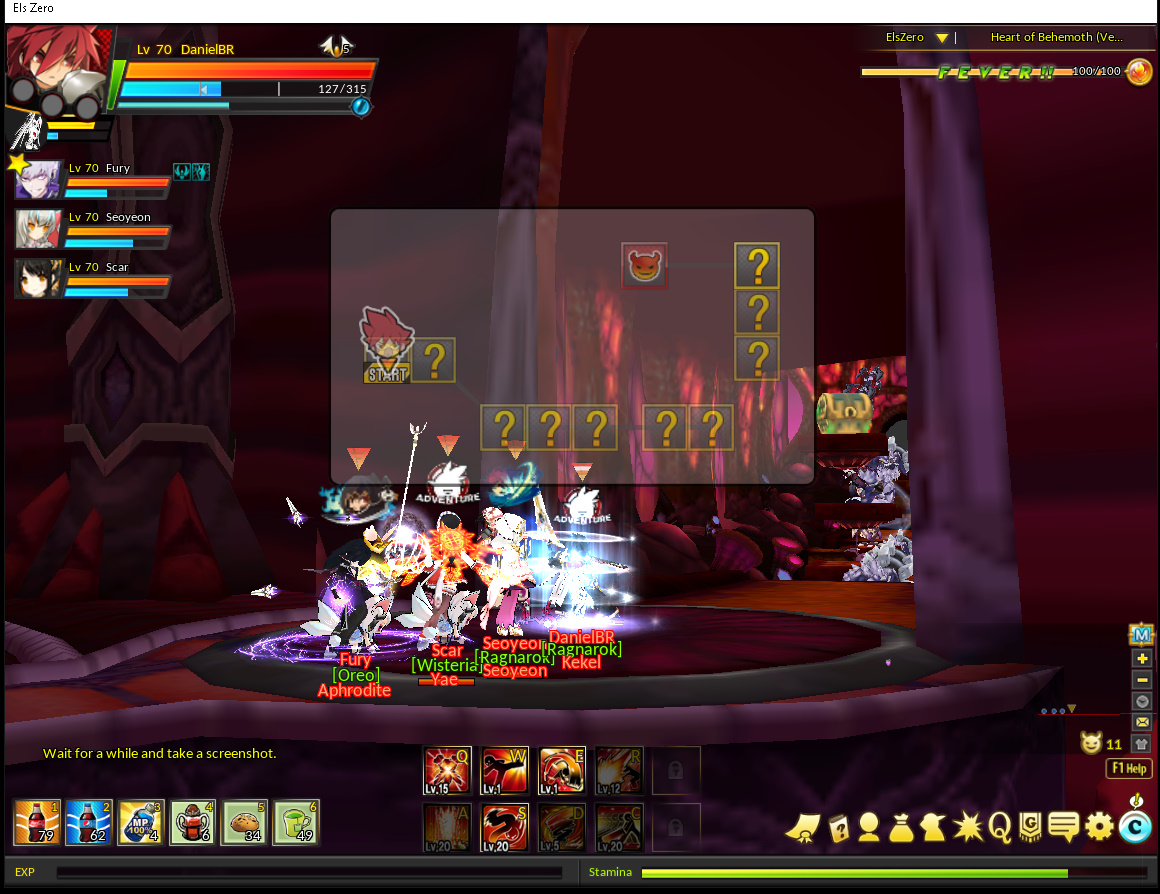 Els Zero
Lv 70 DanielBR
5
ElsZero
Heart of Behemoth (Ve...
127/315
FEVER!!
100/100
Lv 70 Fury
Lv 70 Seoyeon
Lv 70 Scar
?
?
?
START
?
? ? ? ? ?
ADVENTURE
ADVENTURE
DanielBR
Seoyeon
[Ragnarok]
Scar
[Ragnarok]
Kekel
Fury
[Wisteria]
Seoyeon
[Oreo]
Yae
Aphrodite
M
Wait for a while and take a screenshot.
11
F1 Help
Q W E R
Lv,15 Lv,1 Lv,1 Lv,12
A S D C
Lv,20 Lv,20 Lv,5 Lv,20
1 2 3 4 5 6
MP
100%
79 62 4 6 34 49
? Q G C
EXP
Stamina